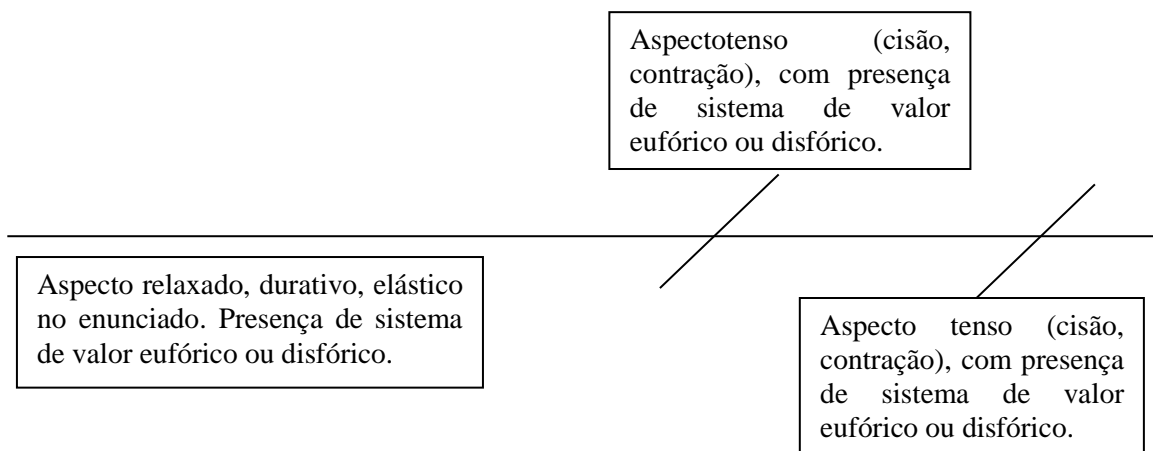 Aspectotenso (cisão,
contração), com presença
de sistema de valor
eufórico ou disfórico.
Aspecto relaxado, durativo, elástico
no enunciado. Presença de sistema
de valor eufórico ou disfórico.
Aspecto tenso (cisão,
contração), com presença
de sistema de valor
eufórico ou disfórico.